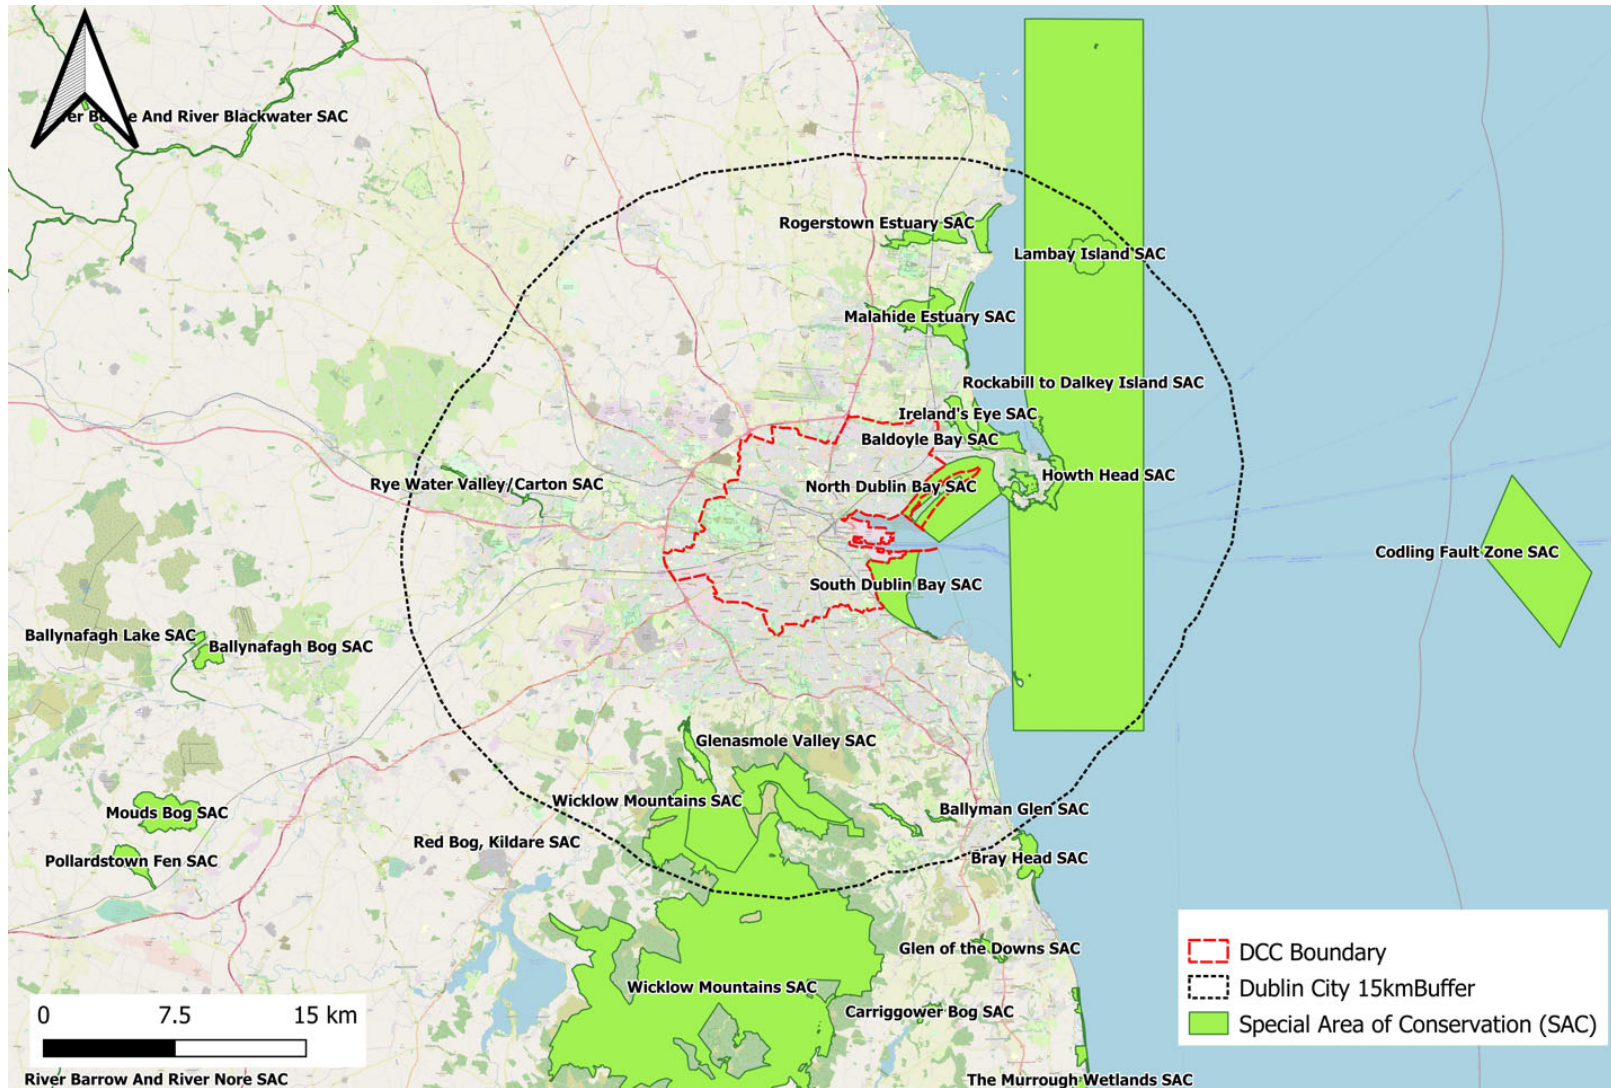 er Bo e And River Blackwater SAC
Rogerstown Estuary SAC
Lambay Island SAC
Malahide Estuary SAC
Rockabill to Dalkey Island SAC
Ireland's Eye SAC
Baldoyle Bay SAC
Howth Head SAC
Rye Water Valley/Carton SAC
North Dublin Bay SAC
Codling Fault Zone SAC
South Dublin Bay SAC
Ballynafagh Lake SAC
Ballynafagh Bog SAC
Glenasmole Valley SAC
Wicklow Mountains SAC
Ballyman Glen SAC
Mouds Bog SAC
Red Bog, Kildare SAC
Pollardstown Fen SAC
Bray Head SAC
Glen of the Downs SAC
Wicklow Mountains SAC
Carriggower Bog SAC
DCC Boundary
Dublin City 15kmBuffer
Special Area of Conservation (SAC)
0 7.5 15 km
River Barrow And River Nore SAC
The Murrough Wetlands SAC